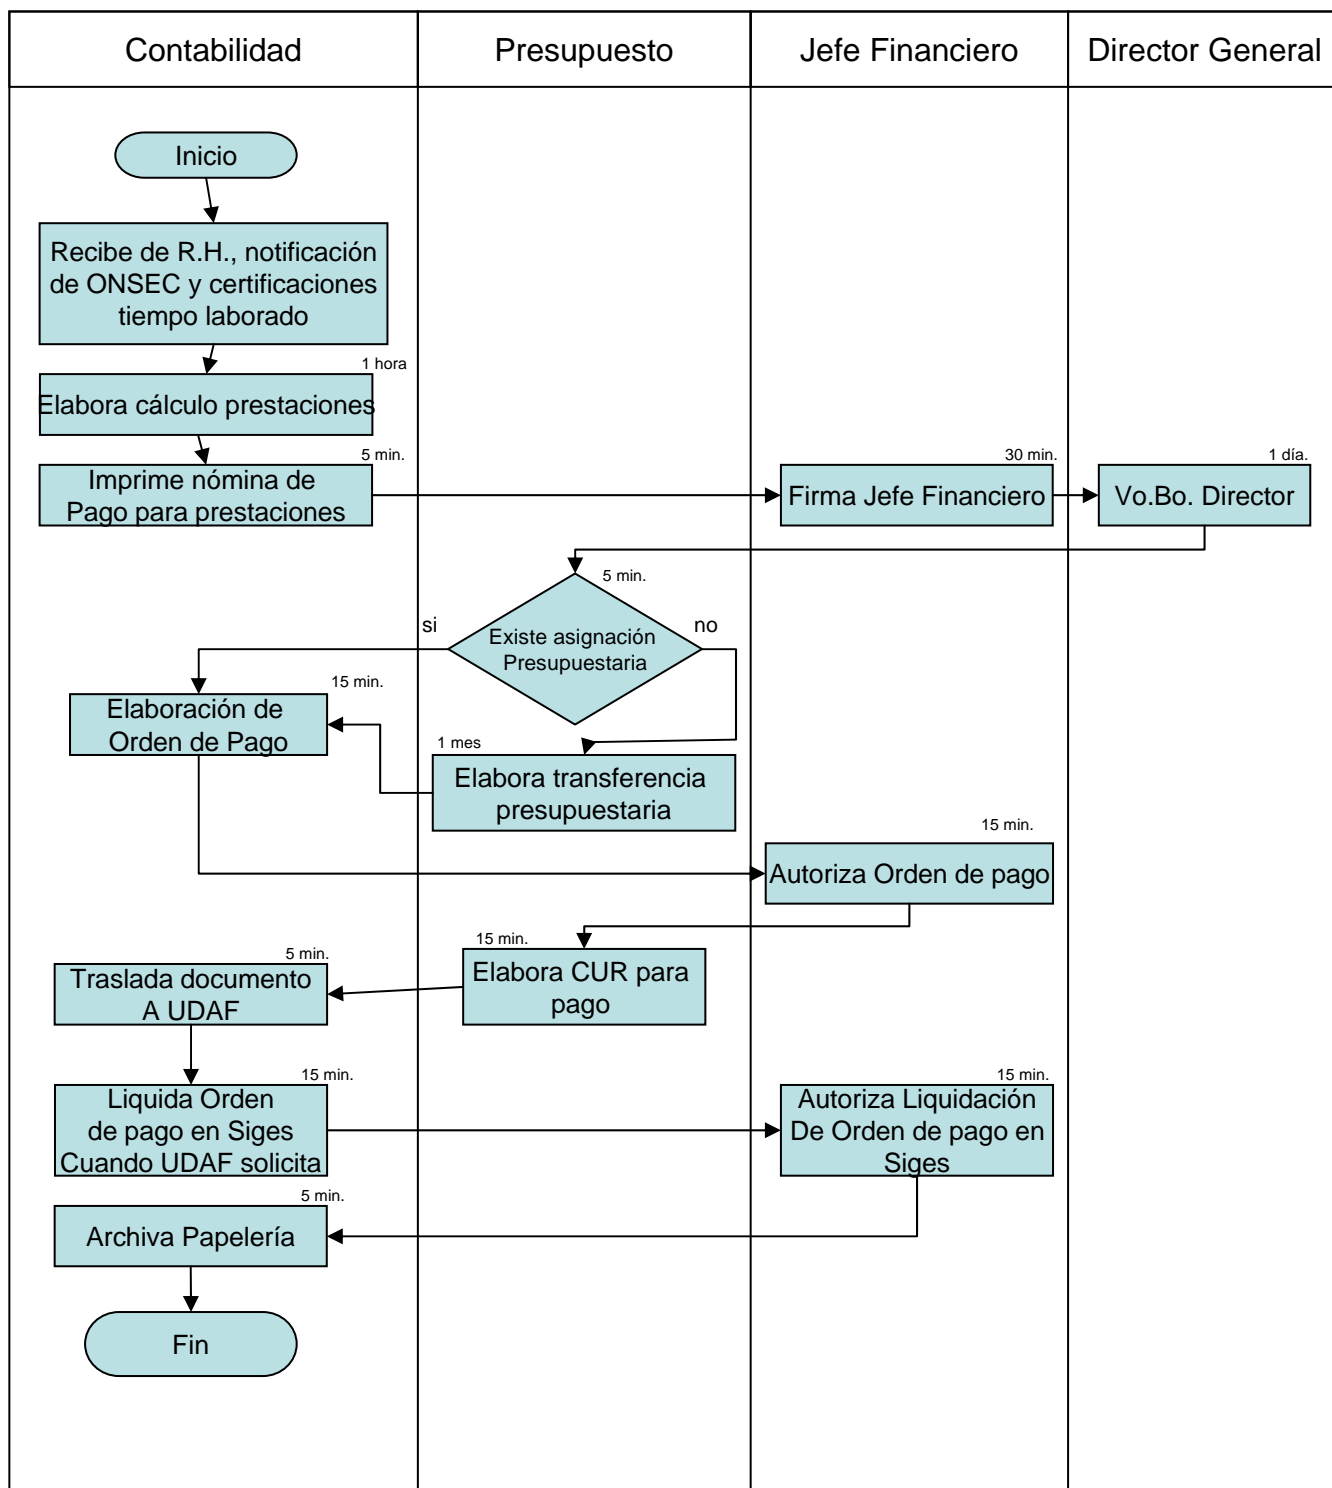 Contabilidad
Presupuesto
Jefe Financiero
Director General
Inicio
Recibe de R.H., notificación
de ONSEC y certificaciones
tiempo laborado
1 hora
Elabora cálculo prestaciones
5 min.
Imprime nómina de
Pago para prestaciones
30 min.
Firma Jefe Financiero
1 día.
Vo.Bo. Director
5 min.
si
no
Existe asignación
Presupuestaria
15 min.
Elaboración de
Orden de Pago
1 mes
Elabora transferencia
presupuestaria
15 min.
Autoriza Orden de pago
15 min.
Elabora CUR para
pago
5 min.
Traslada documento
A UDAF
15 min.
Liquida Orden
de pago en Siges
Cuando UDAF solicita
15 min.
Autoriza Liquidación
De Orden de pago en
Siges
5 min.
Archiva Papelería
Fin